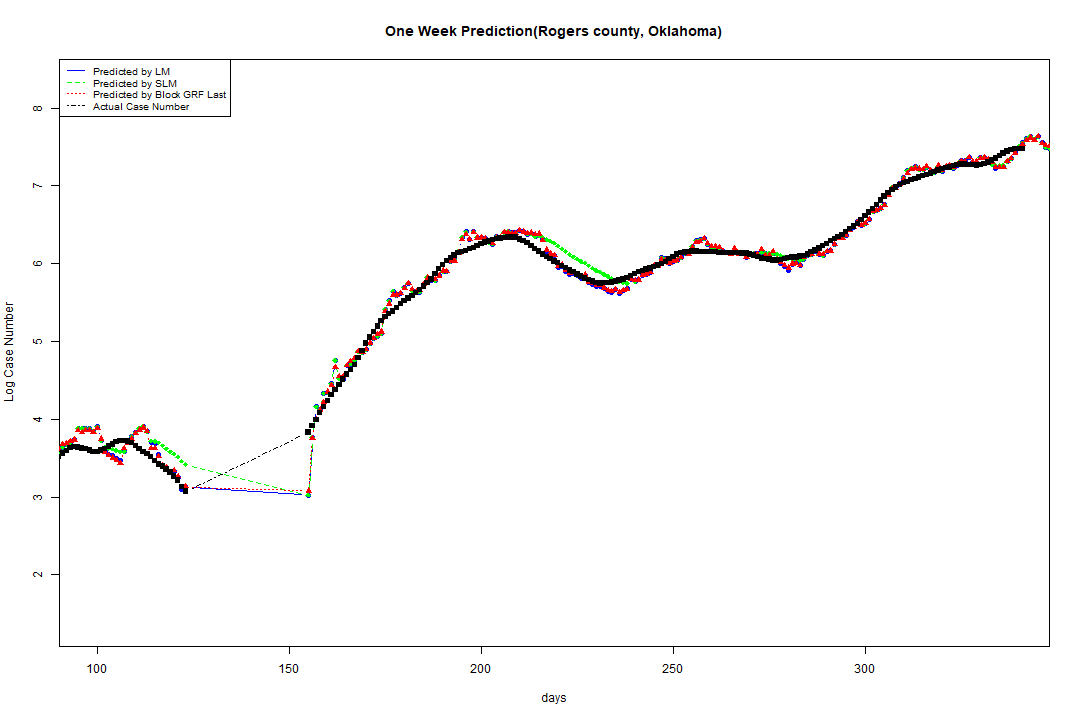 One Week Prediction(Rogers county, Oklahoma)
Predicted by LM
Predicted by SLM
Predicted by Block GRF Last
Actual Case Number
8
7
6
5
4
3
2
Log Case Number
100 150 200 250 300
days